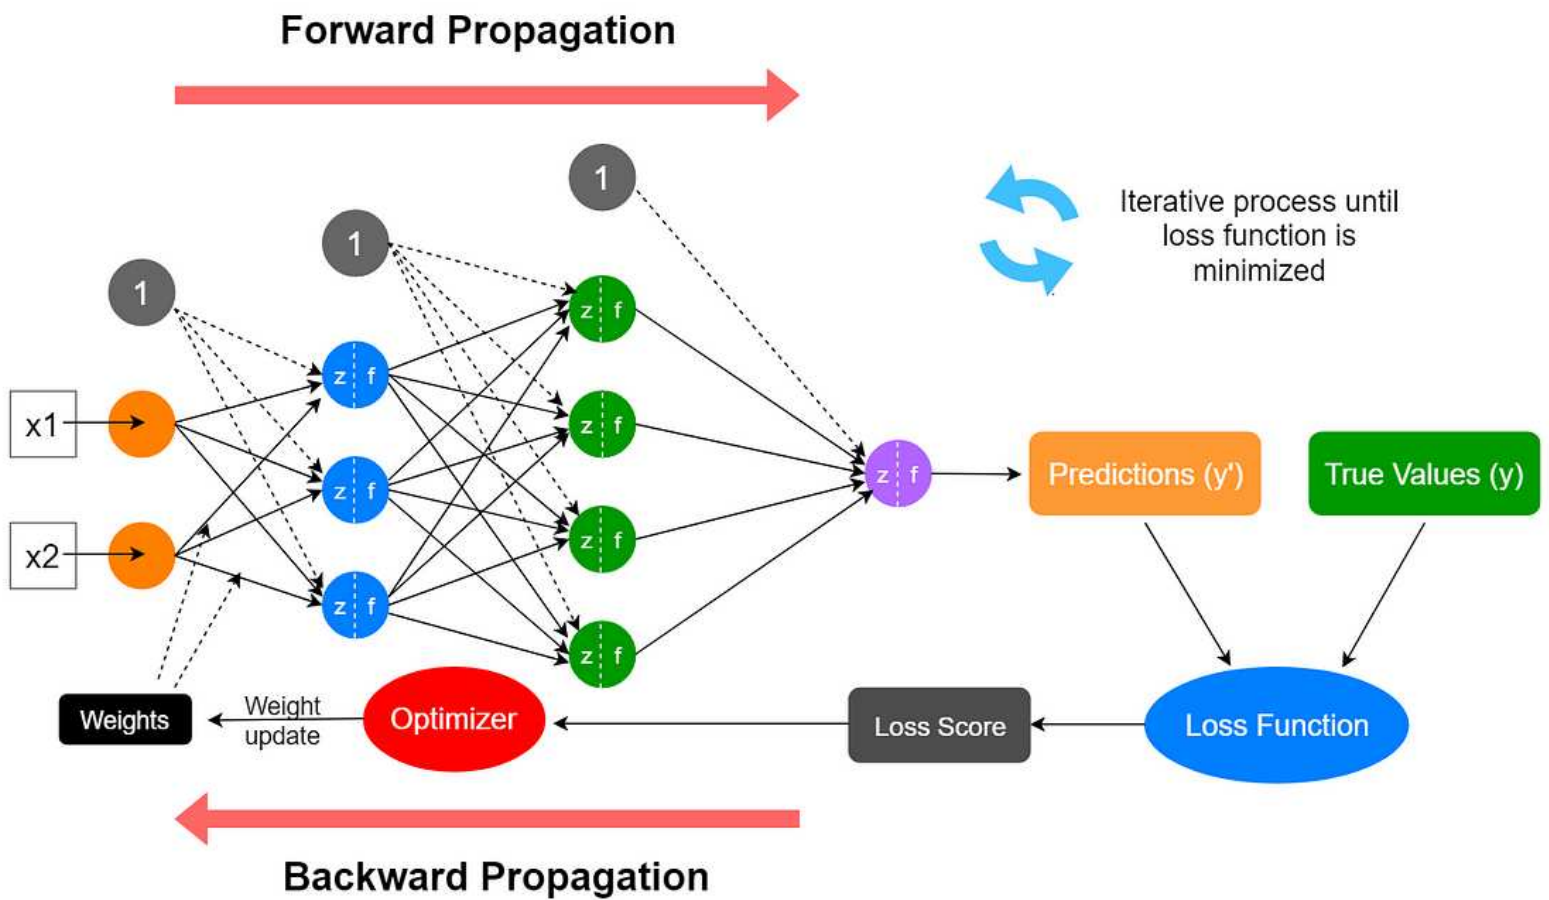 Forward Propagation
1
1
1
Iterative process until
loss function is
minimized
z f
z f
z f
z f
z f
z f
z f
z f
x1
x2
Predictions (y')
True Values (y)
Weights
Weight
update
Optimizer
Loss Score
Loss Function
Backward Propagation